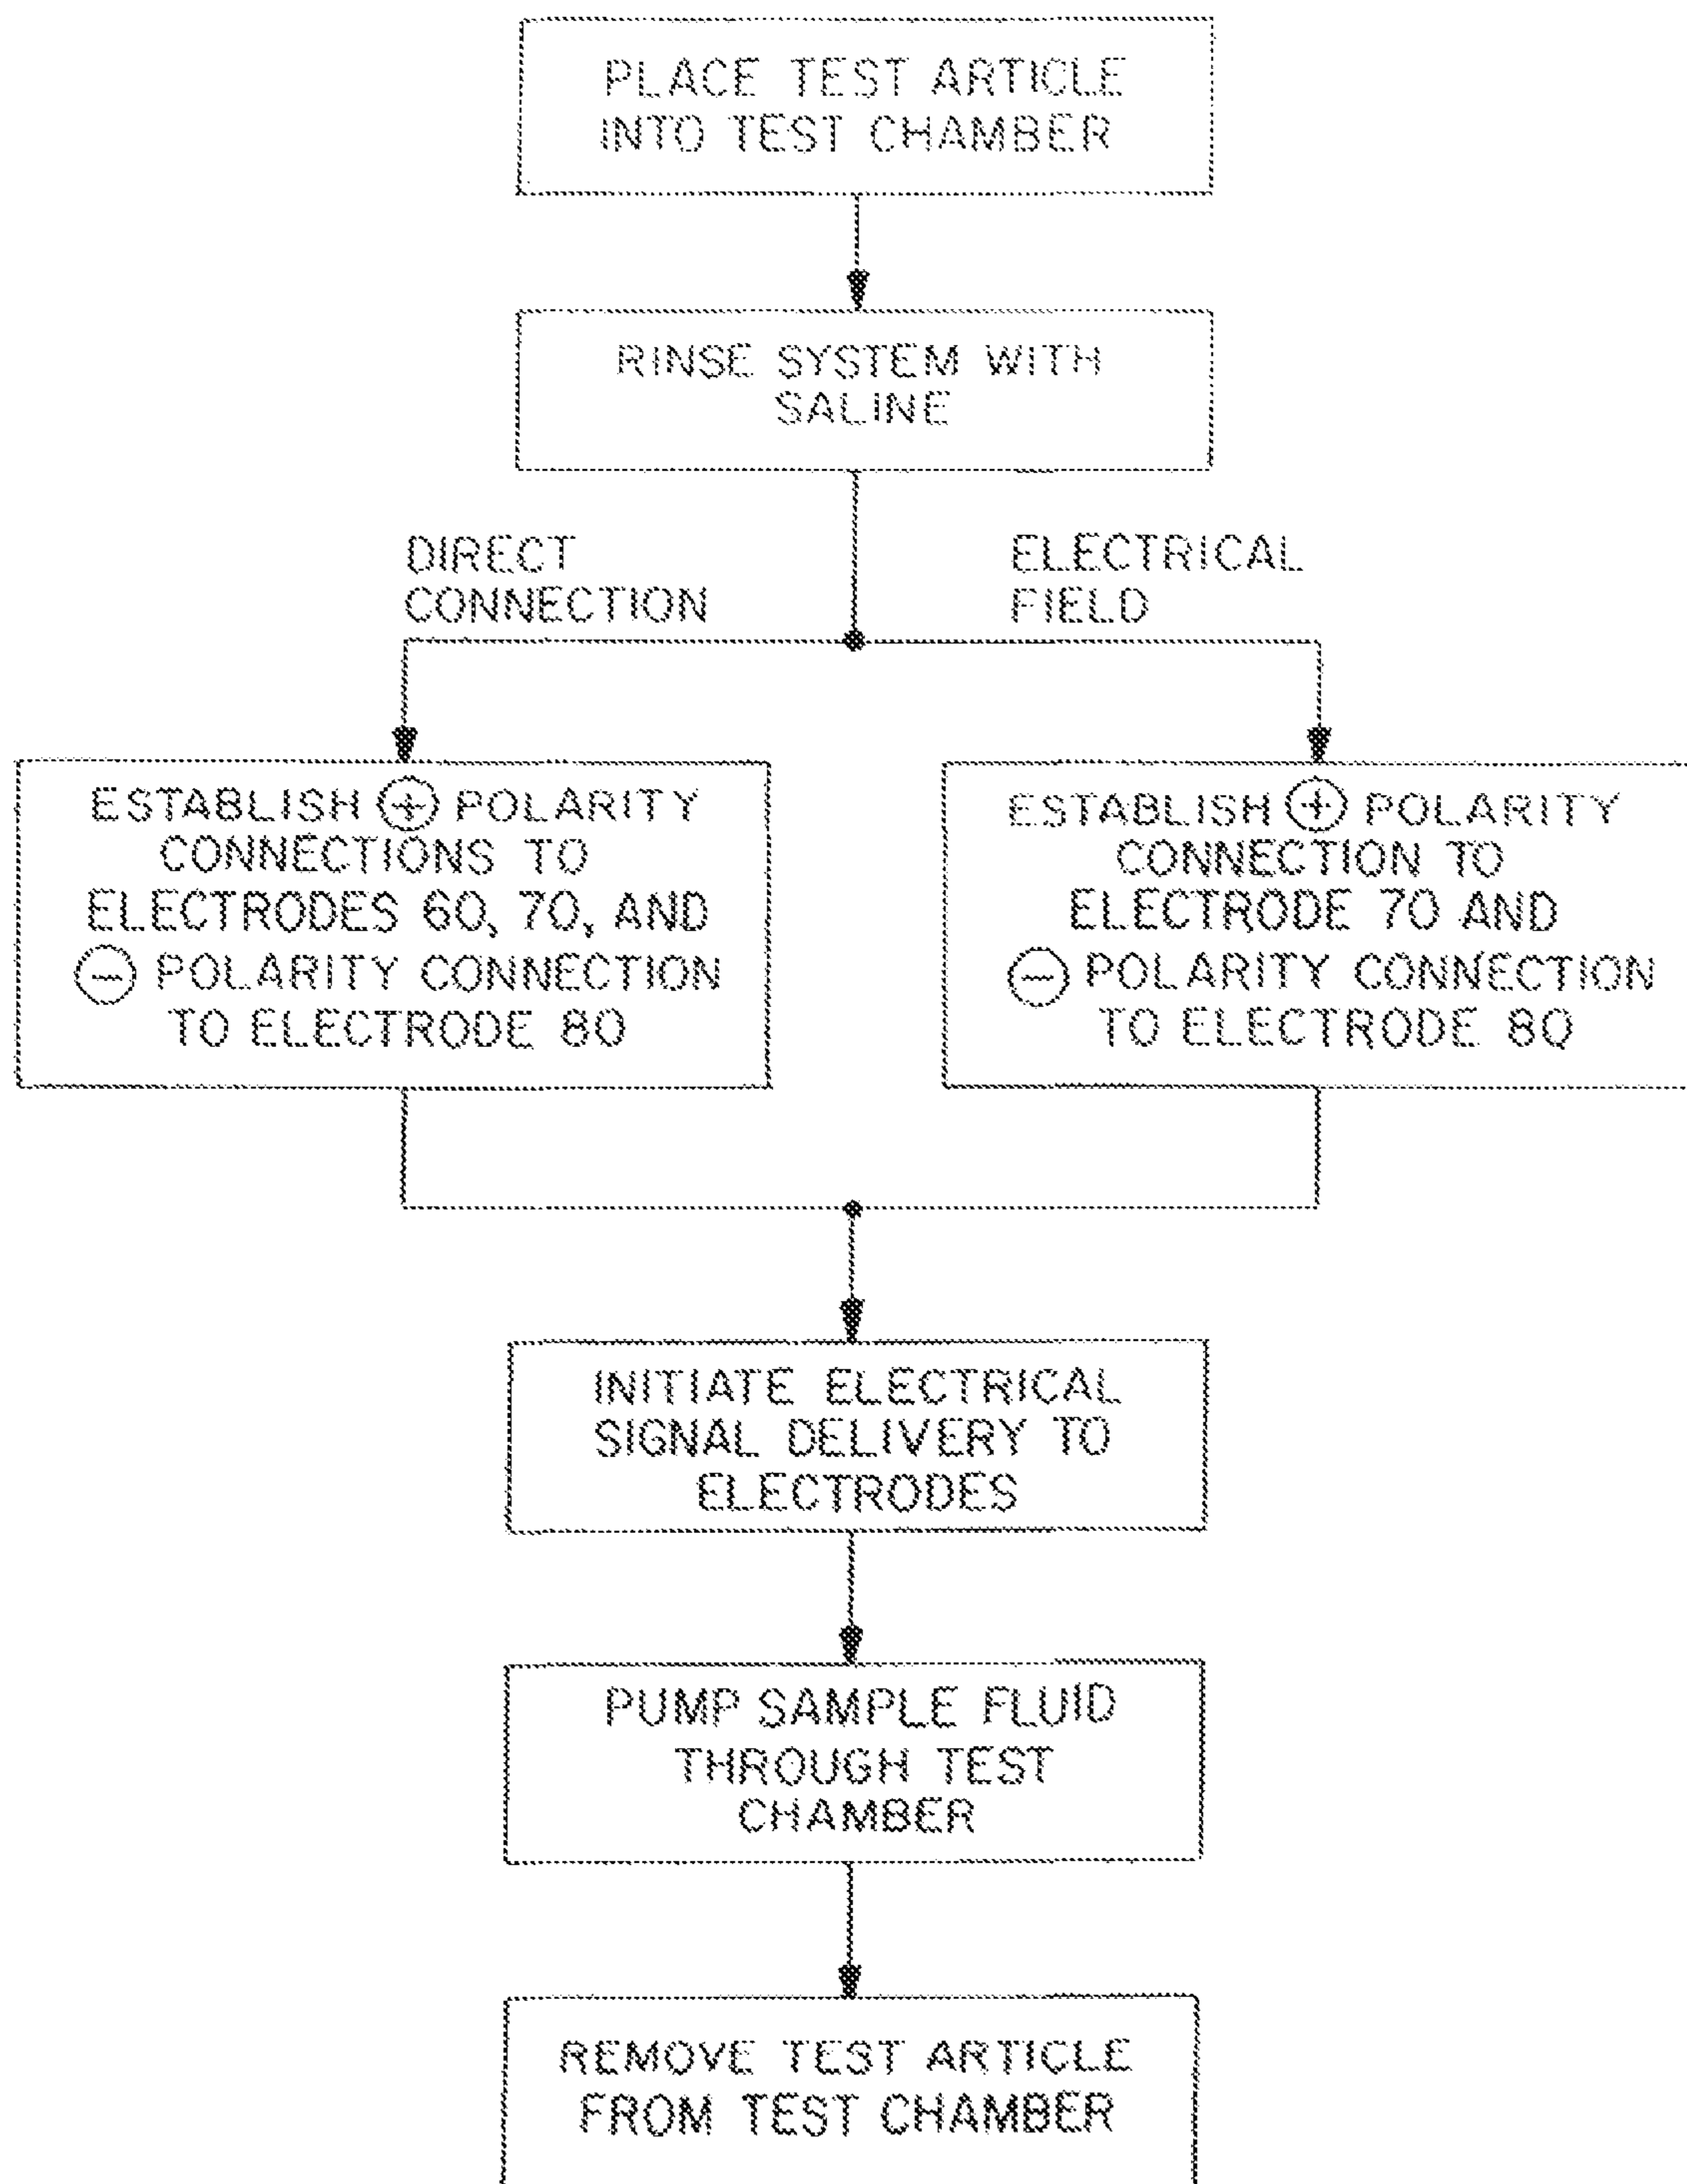 PLACE TEST ARTICLE
INTO TEST CHAMBER
RINSE SYSTEM WITH
SALINE
DIRECT
CONNECTION
ELECTRICAL
FIELD
ESTABLISH ⊕ POLARITY
CONNECTIONS TO
ELECTRODES 60, 70, AND
⊖ POLARITY CONNECTION
TO ELECTRODE 80
ESTABLISH ⊕ POLARITY
CONNECTION TO
ELECTRODE 70 AND
⊖ POLARITY CONNECTION
TO ELECTRODE 80
INITIATE ELECTRICAL
SIGNAL DELIVERY TO
ELECTRODES
PUMP SAMPLE FLUID
THROUGH TEST
CHAMBER
REMOVE TEST ARTICLE
FROM TEST CHAMBER